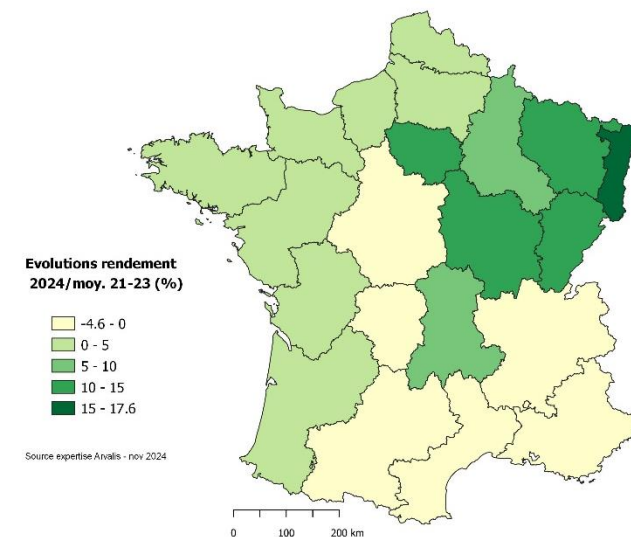 Evolutions rendement
2024/moy. 21-23 (%)
-4.6 - 0
0 - 5
5 - 10
10 - 15
15 - 17.6
Source expertise Arvalis - nov 2024
0 100 200 km